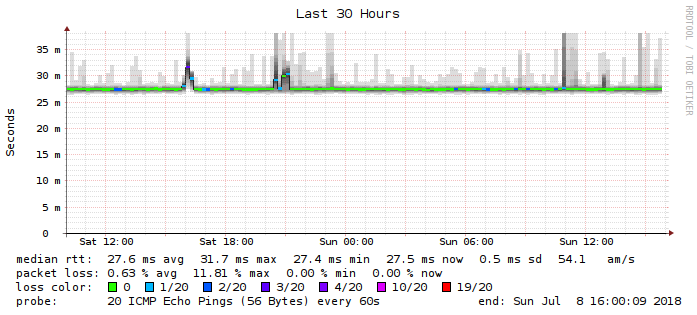 Last 30 Hours
RRDTOOL / TOBI OETIKER
Seconds
35 m
30 m
25 m
20 m
15 m
10 m
5 m
0
Sat 12:00 Sat 18:00 Sun 00:00 Sun 06:00 Sun 12:00
median rtt: 27.6 ms avg 31.7 ms max 27.4 ms min 27.5 ms now 0.5 ms sd 54.1 am/s
packet loss: 0.63 % avg 11.81 % max 0.00 % min 0.00 % now
loss color: 0 1/20 2/20 3/20 4/20 10/20 19/20
probe: 20 ICMP Echo Pings (56 Bytes) every 60s end: Sun Jul 8 16:00:09 2018